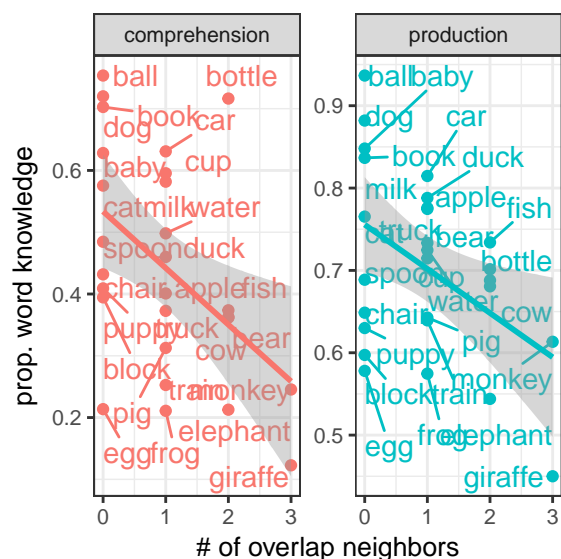 comprehension
production
prop. word knowledge
0.6
0.4
0.2
ball
bottle
book
car
dog
cup
baby
cat
milk
water
spoon
duck
chair
apple
fish
puppy
truck
bear
cow
block
train
monkey
pig
elephant
egg
frog
giraffe
0.9
0.8
0.7
0.6
0.5
ball
baby
dog
car
book
duck
milk
apple
fish
cat
truck
bear
bottle
spoon
cup
water
cow
chair
pig
puppy
monkey
block
train
egg
frog
elephant
giraffe
0
1
2
3
0
1
2
3
# of overlap neighbors